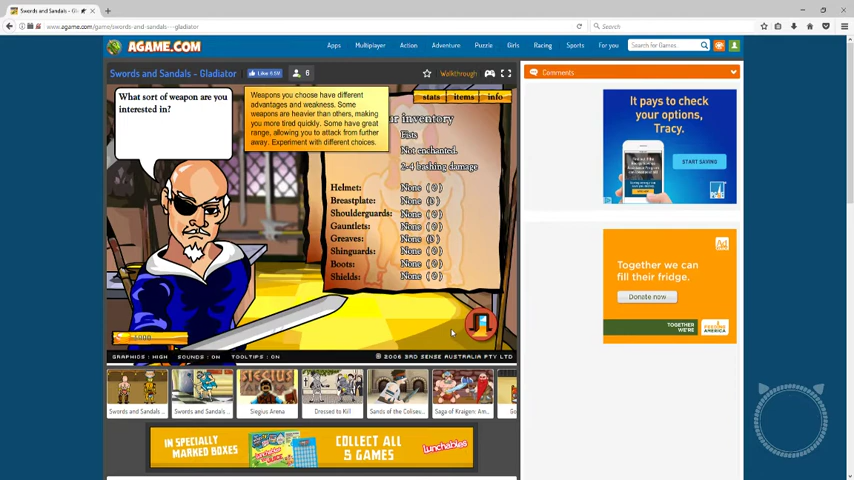 Swords and Sandals - Gl
www.agame.com/game/swords-and-sandals---gladiator
Search
AGAME.COM
Apps Multiplayer Action Adventure Puzzle Girls Racing Sports For you
Search for Games
Swords and Sandals - Gladiator
Like
6
Walkthrough
Comments
What sort of weapon are you
interested in?
Weapons you choose have different
advantages and weakness. Some
weapons are heavier than others, making
you more tired quickly. Some have great
range, allowing you to attack from further
away. Experiment with different choices.
stats items info
r inventory
Fists
Not enchanted.
2-4 bashing damage
Helmet: None (0)
Breastplate: None (0)
Shoulderguards: None (0)
Gauntlets: None (0)
Greaves: None (0)
Shinguards: None (0)
Boots: None (0)
Shields: None (0)
GRAPHICS : HIGH SOUNDS : ON TOOLTIPS : ON
© 2006 3RD SENSE AUSTRALIA PTY LTD
It pays to check
your options,
Tracy.
START SAVING
Together we can
fill their fridge.
Donate now
TOGETHER
WE'RE
FEEDING
AMERICA
Swords and Sandals ...
Swords and Sandals...
Siegius Arena
Dressed to Kill
Sands of the Coliseu...
Saga of Kraigen: Am...
Go
IN SPECIALLY
MARKED BOXES
COLLECT ALL
5 GAMES
Lunchables